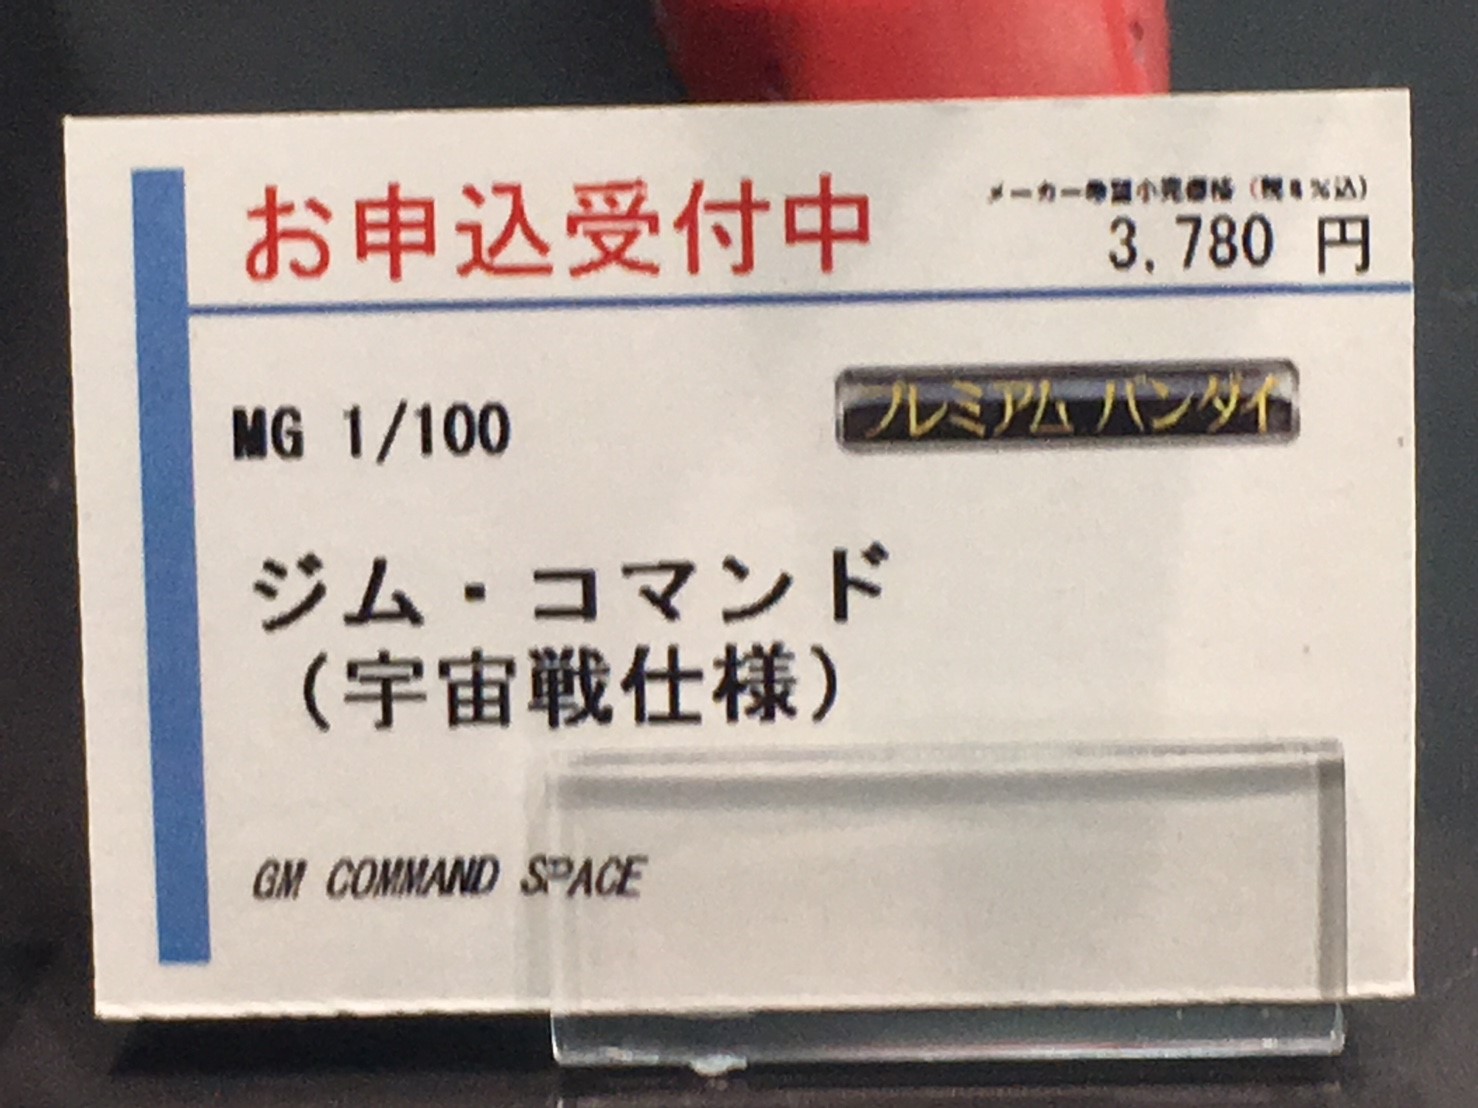 お申込受付中
メーカー希望小売価格(税8%込)
3,780 円
MG 1/100
プレミアム バンダイ
ジム・コマンド
(宇宙戦仕様)
GM COMMAND SPACE